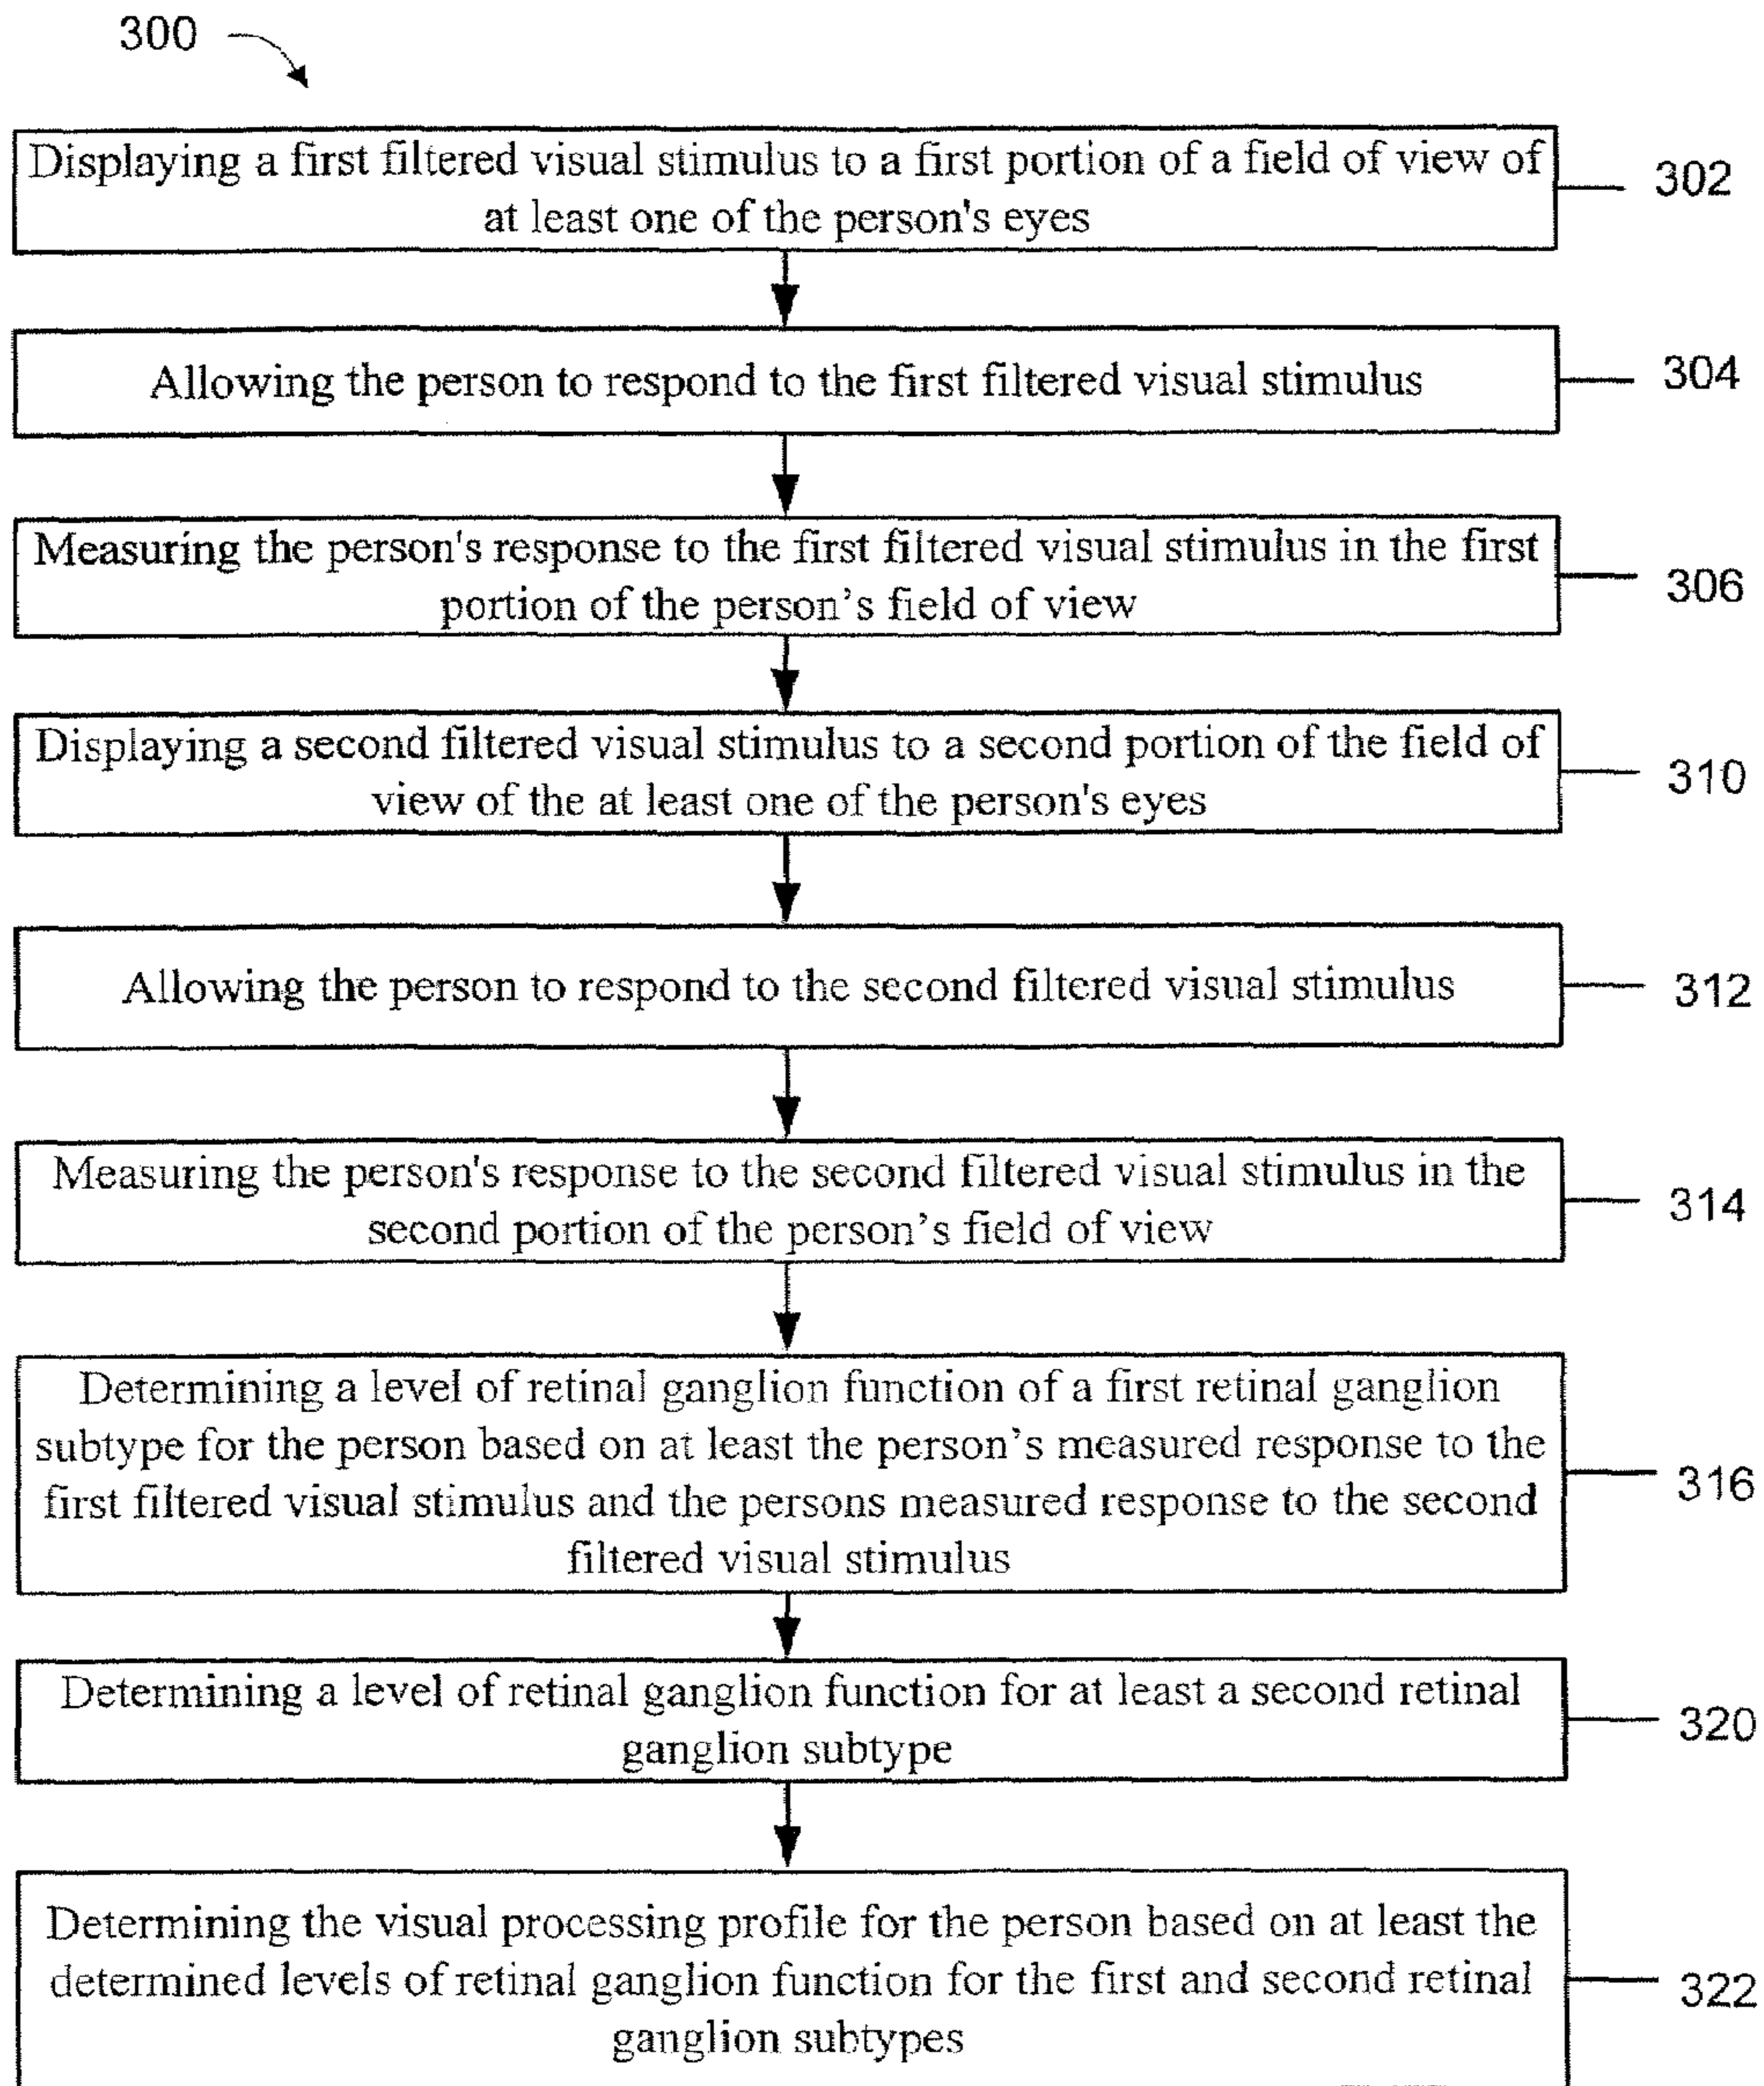 300
Displaying a first filtered visual stimulus to a first portion of a field of view of
at least one of the person's eyes
302
Allowing the person to respond to the first filtered visual stimulus
304
Measuring the person's response to the first filtered visual stimulus in the first
portion of the person’s field of view
306
Displaying a second filtered visual stimulus to a second portion of the field of
view of the at least one of the person's eyes
310
Allowing the person to respond to the second filtered visual stimulus
312
Measuring the person's response to the second filtered visual stimulus in the
second portion of the person’s field of view
314
Determining a level of retinal ganglion function of a first retinal ganglion
subtype for the person based on at least the person’s measured response to the
first filtered visual stimulus and the persons measured response to the second
filtered visual stimulus
316
Determining a level of retinal ganglion function for at least a second retinal
ganglion subtype
320
Determining the visual processing profile for the person based on at least the
determined levels of retinal ganglion function for the first and second retinal
ganglion subtypes
322